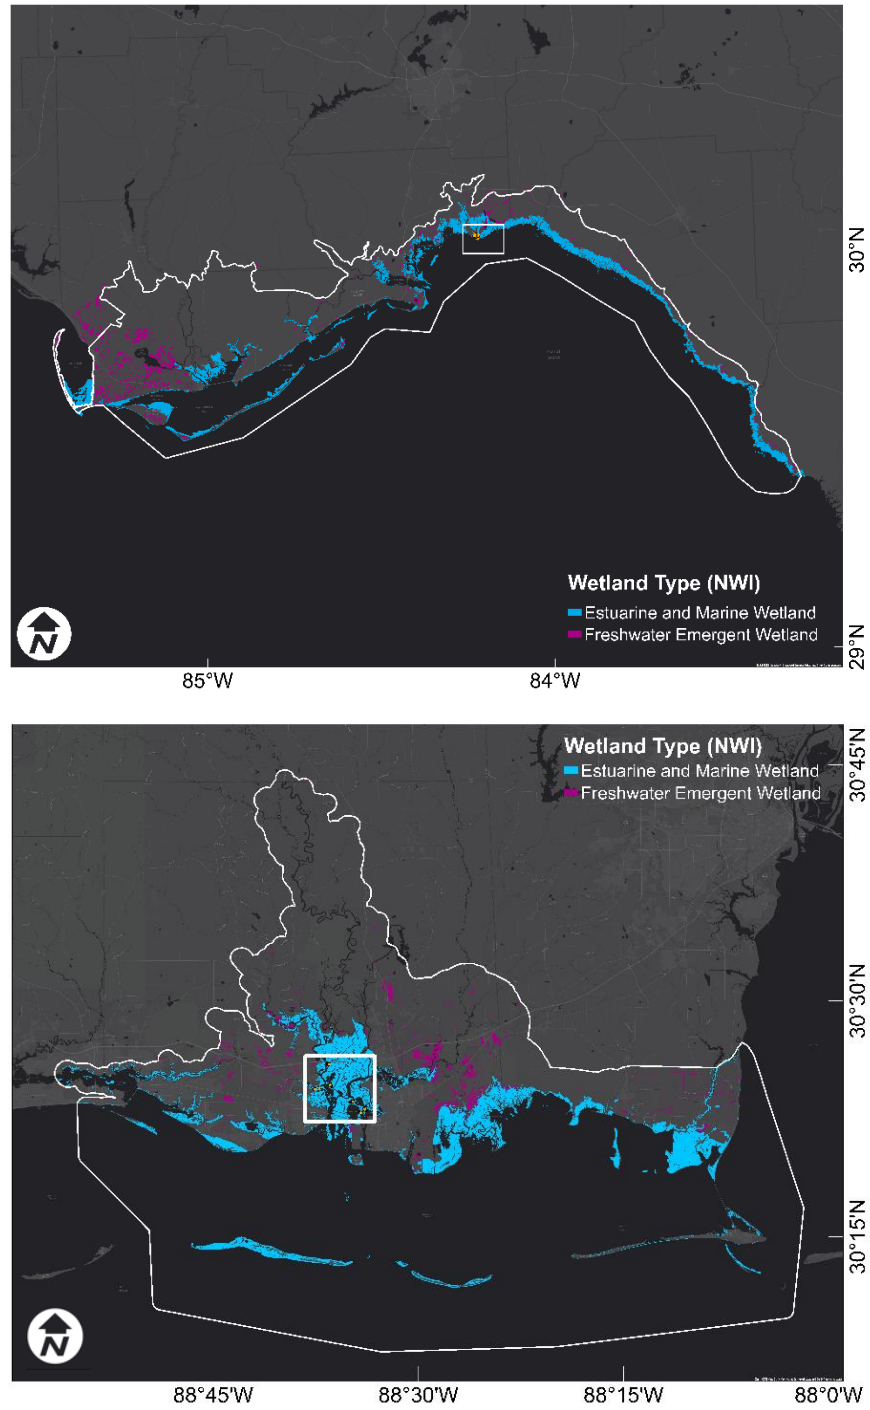 30°N
Wetland Type (NWI)
Estuarine and Marine Wetland
Freshwater Emergent Wetland
N
29°N
85°W
84°W
Wetland Type (NWI)
Estuarine and Marine Wetland
Freshwater Emergent Wetland
30°45'N
30°30'N
30°15'N
N
88°45'W
88°30'W
88°15'W
88°0'W